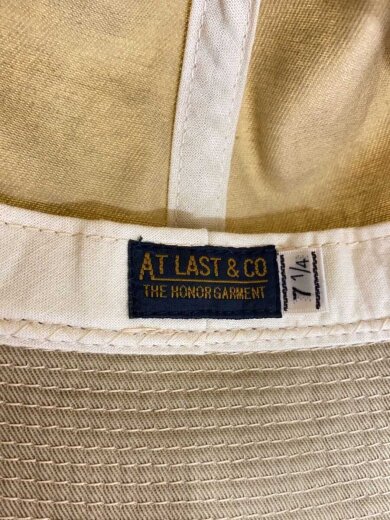 AT LAST & CO
THE HONOR GARMENT
7 1/4